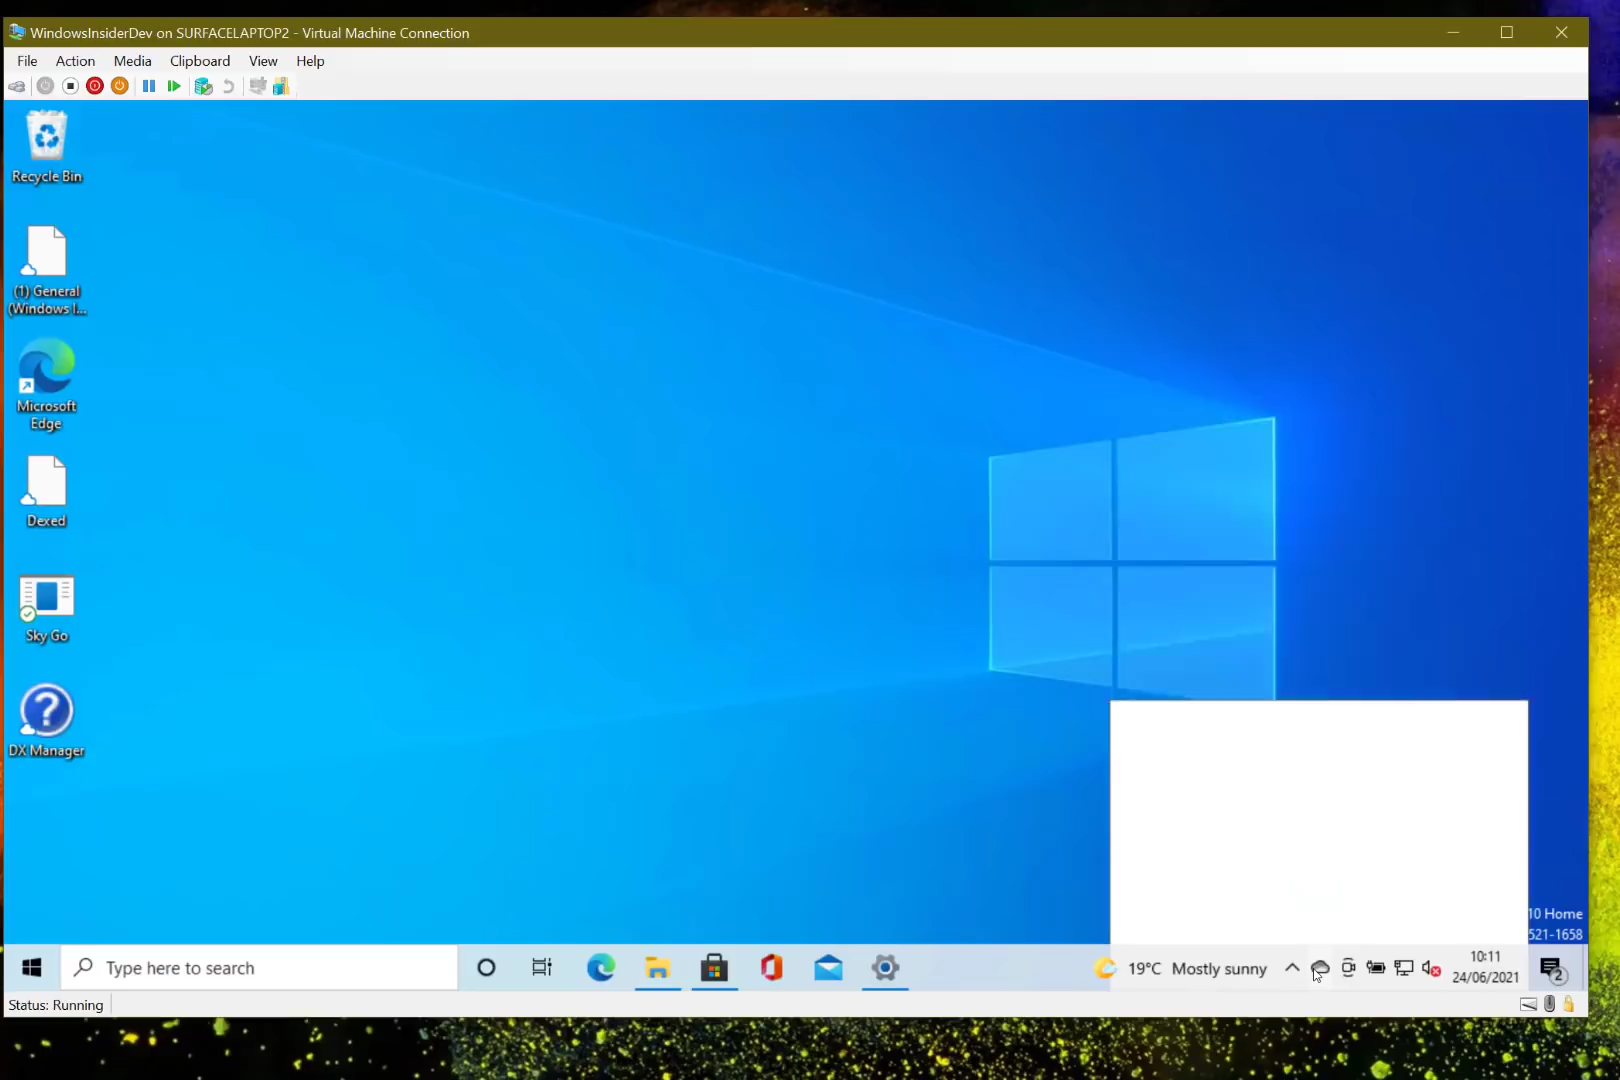 WindowsInsiderDev on SURFACELAPTOP2 - Virtual Machine Connection
File Action Media Clipboard View Help
Recycle Bin
(1) General
(Windows I...
Microsoft
Edge
Dexed
Sky Go
DX Manager
10 Home
521-1658
Type here to search
19°C Mostly sunny
10:11
24/06/2021
2
Status: Running